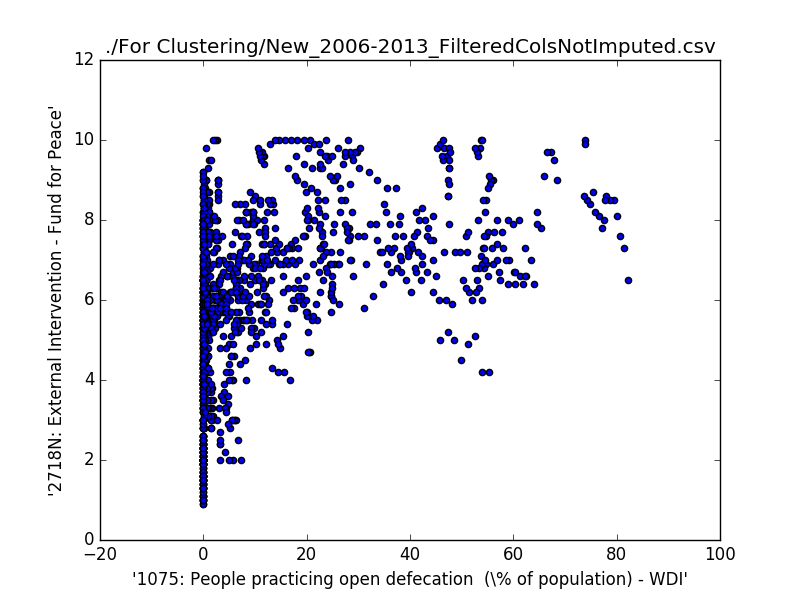 ./For Clustering/New_2006-2013_FilteredColsNotImputed.csv
12
10
8
6
4
2
0
'2718N: External Intervention - Fund for Peace'
−20 0 20 40 60 80 100
'1075: People practicing open defecation  (\% of population) - WDI'